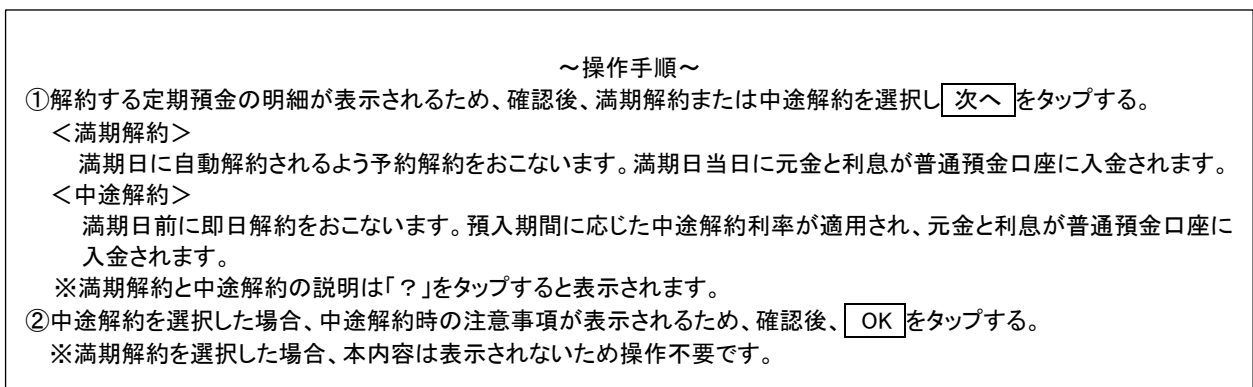 ~操作手順~
①解約する定期預金の明細が表示されるため、確認後、満期解約または中途解約を選択し 次へ をタップする。
<満期解約>
満期日に自動解約されるよう予約解約をおこないます。満期日当日に元金と利息が普通預金口座に入金されます。
<中途解約>
満期日前に即日解約をおこないます。預入期間に応じた中途解約利率が適用され、元金と利息が普通預金口座に
入金されます。
※満期解約と中途解約の説明は「?」をタップすると表示されます。
②中途解約を選択した場合、中途解約時の注意事項が表示されるため、確認後、 OK をタップする。
※満期解約を選択した場合、本内容は表示されないため操作不要です。